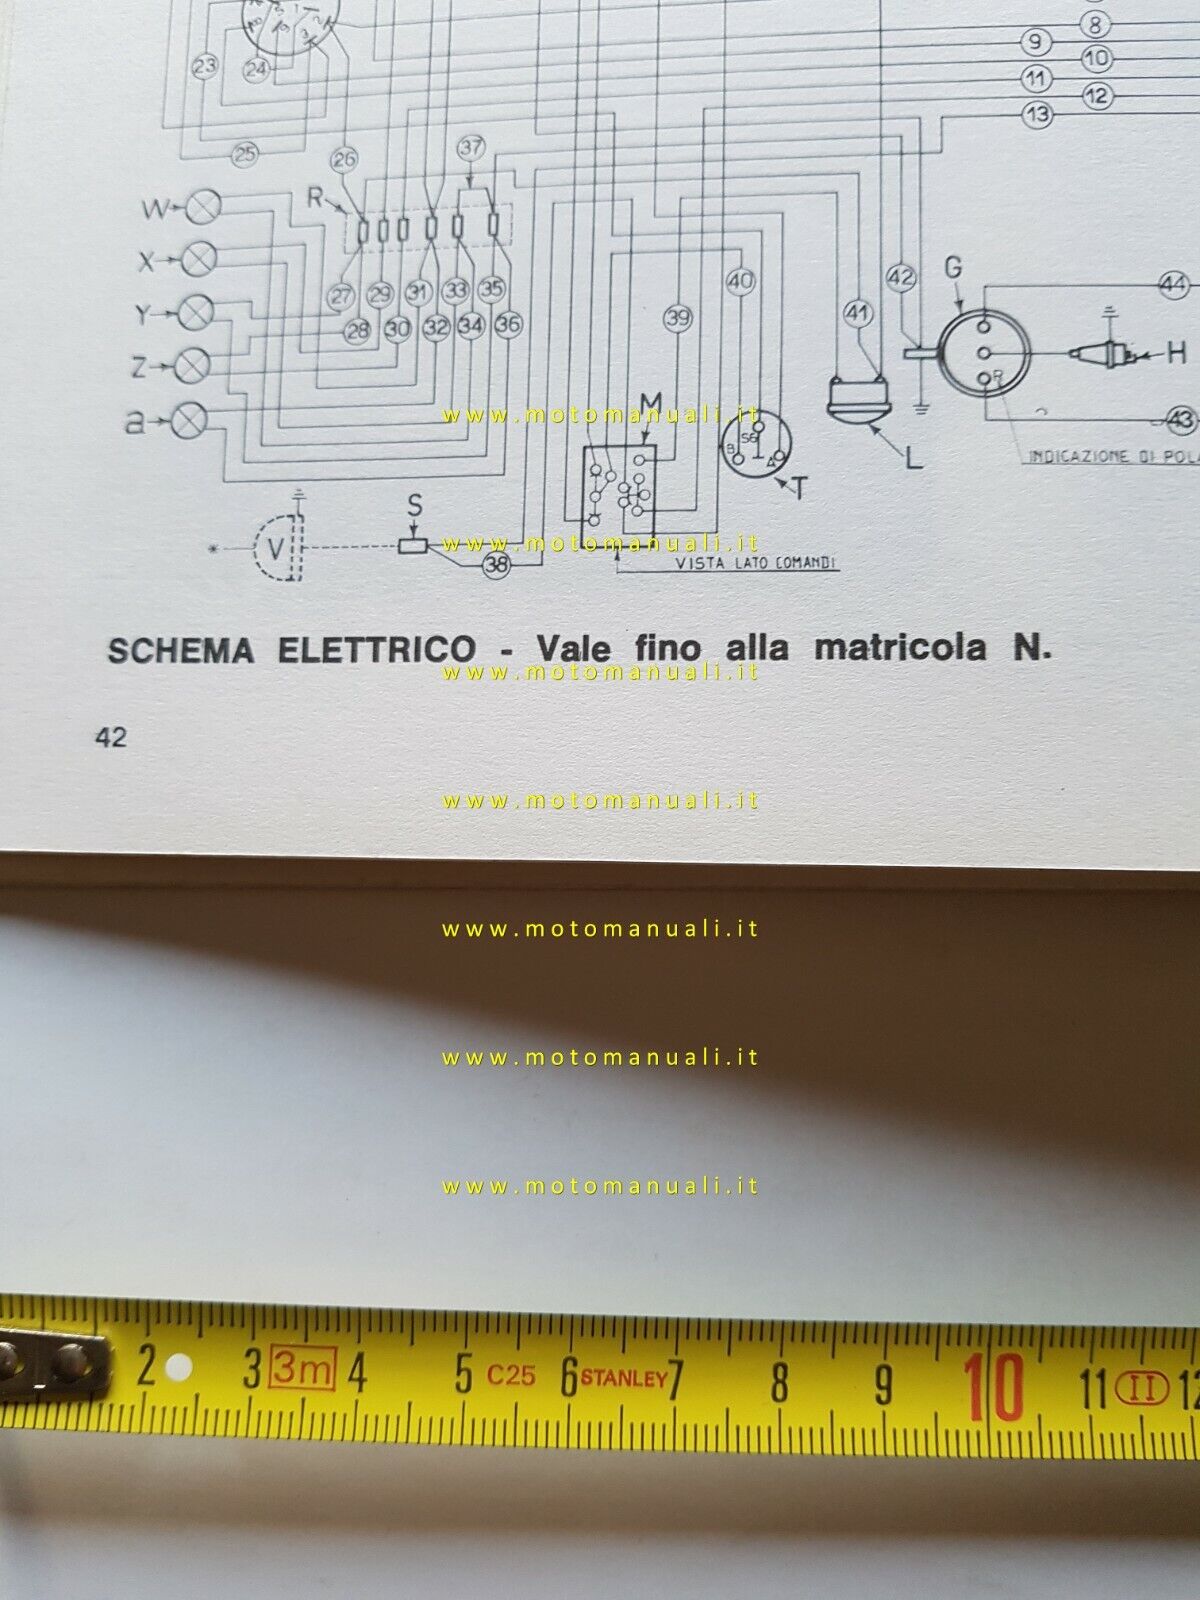 8
9
10
11
12
13
23
24
25
26
37
R
W
X
Y
Z
a
27 29 31 33 35
28 30 32 34 36
39
40
41
42
G
44
H
43
INDICAZIONE DI POLA
L
M
S6
B
A
T
R
S
V
*
38
VISTA LATO COMANDI
www.motomanuali.it
www.motomanuali.it
SCHEMA ELETTRICO - Vale fino alla matricola N.
www.motomanuali.it
42
www.motomanuali.it
www.motomanuali.it
www.motomanuali.it
www.motomanuali.it
2 3 3m 4 5 C25 6 STANLEY 7 8 9 10 11 II 12